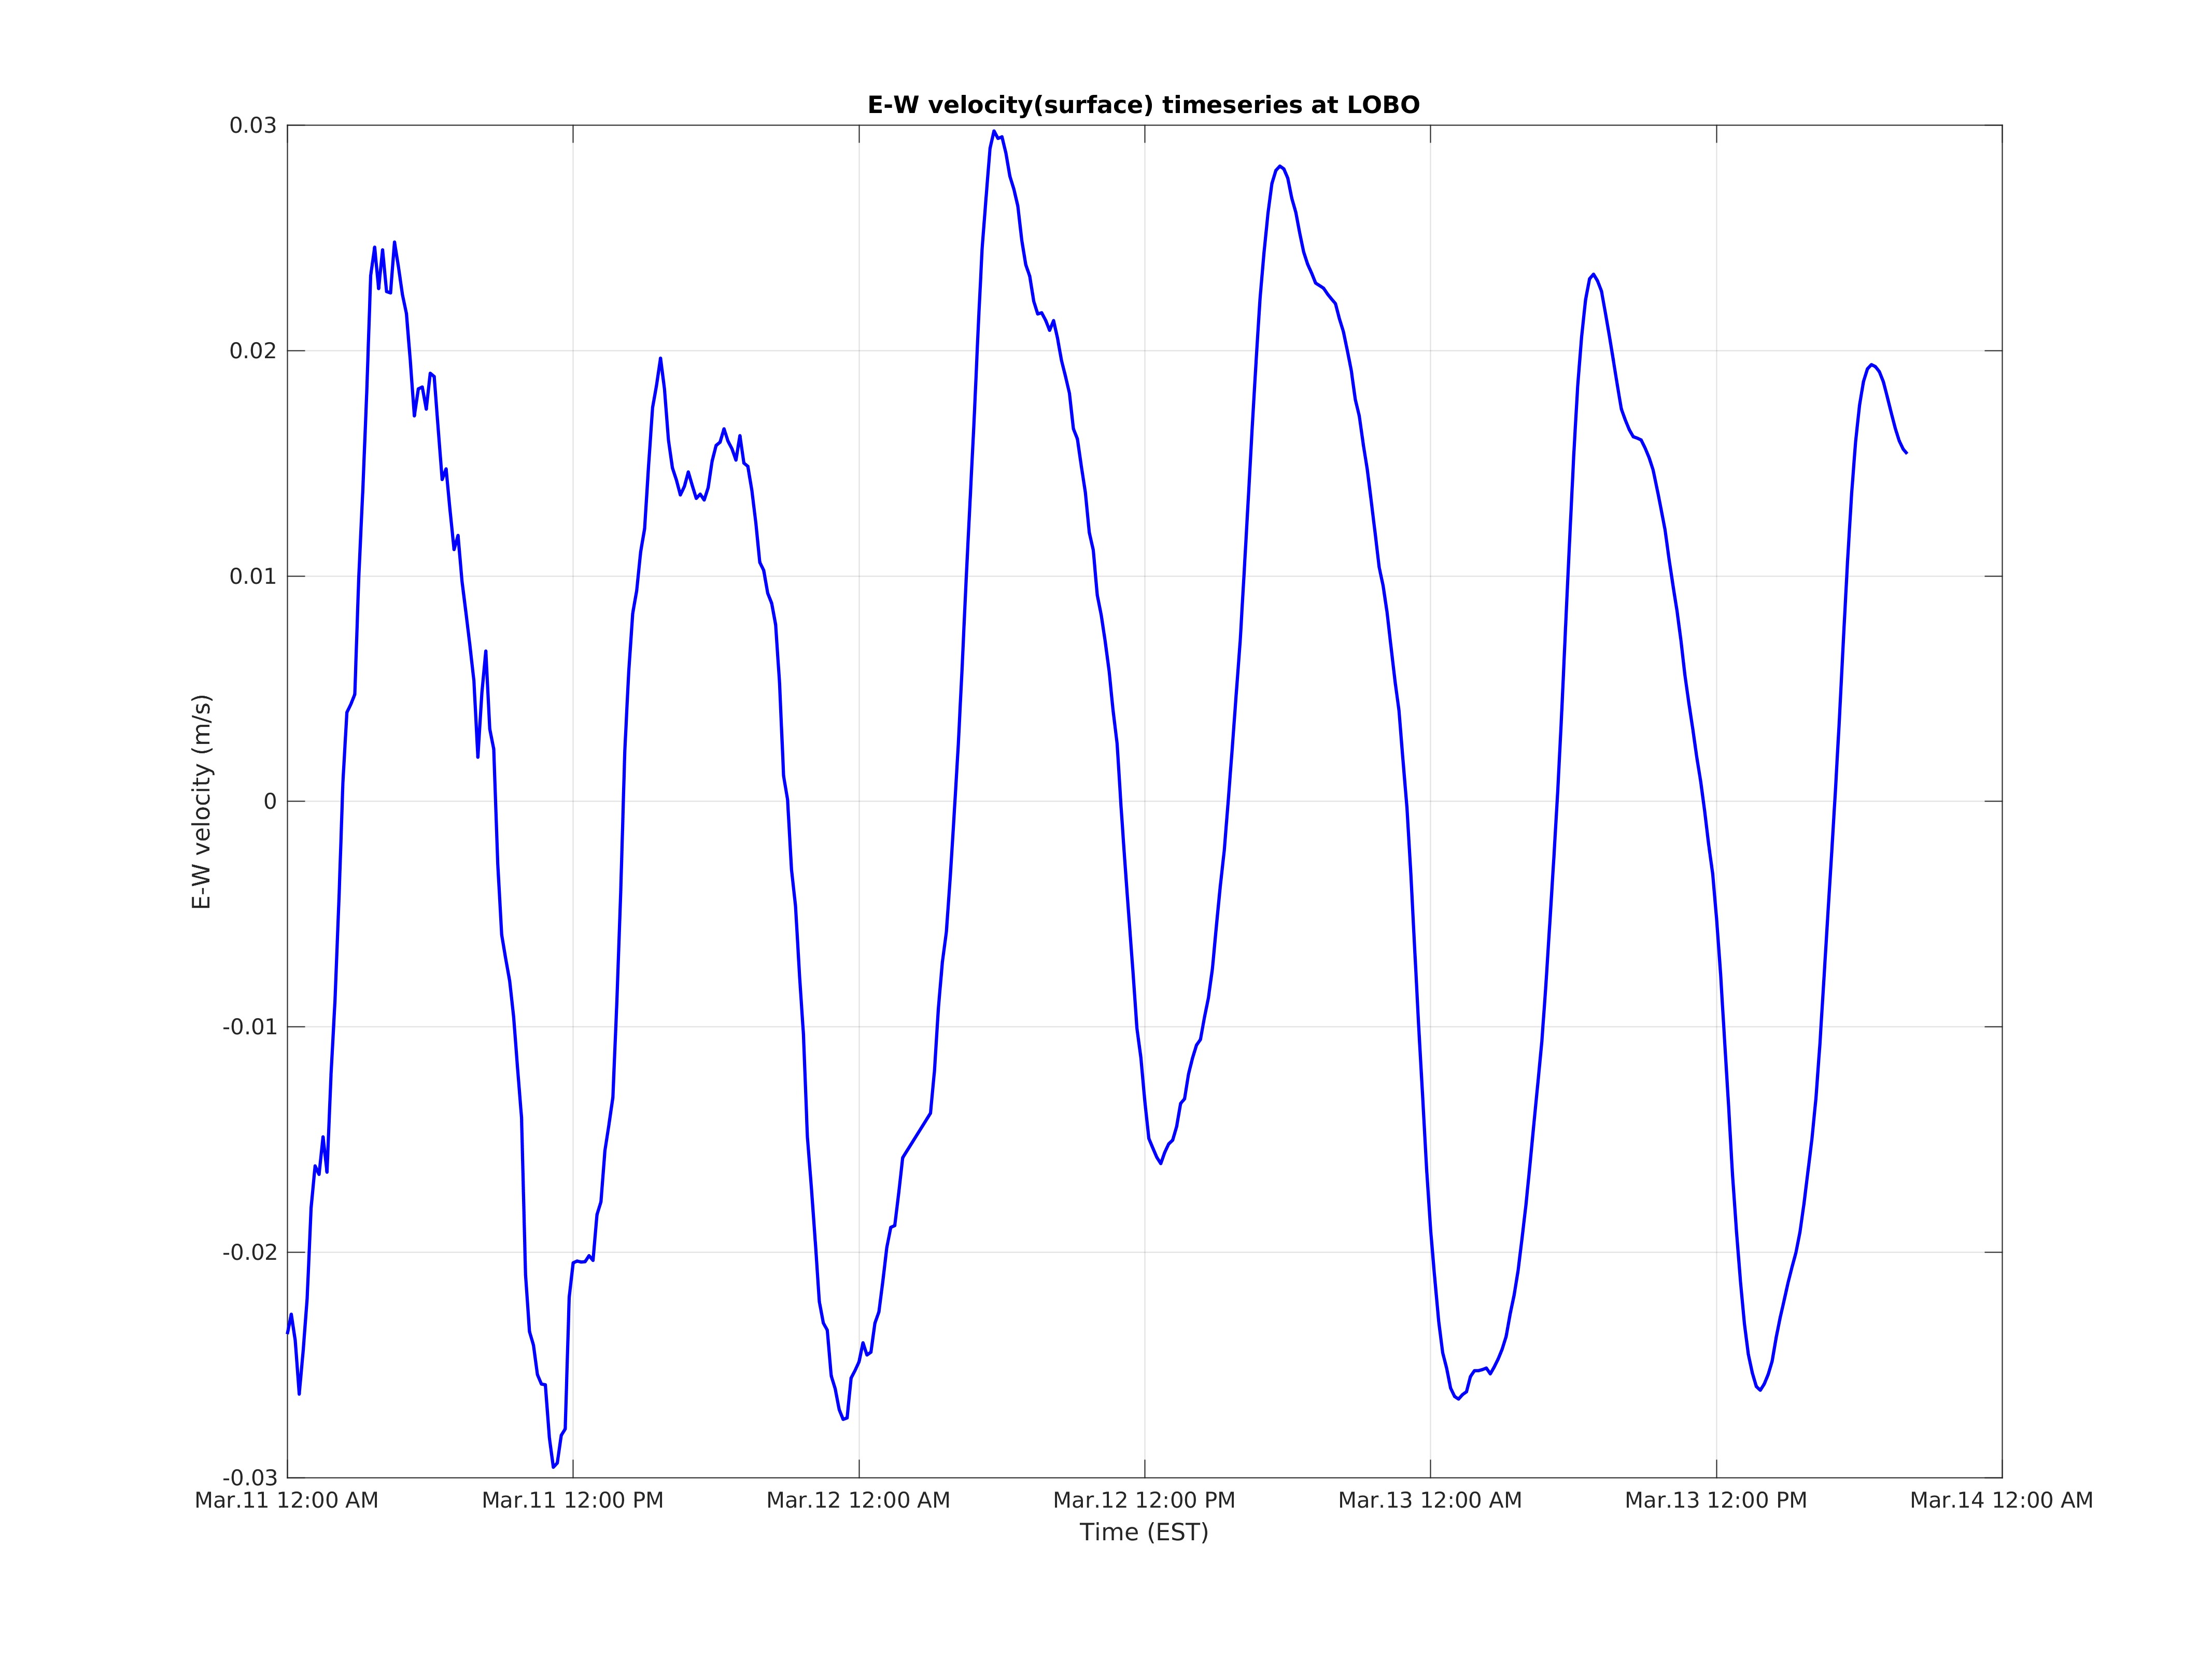 E-W velocity(surface) timeseries at LOBO
0.03
0.02
0.01
0
-0.01
-0.02
-0.03
E-W velocity (m/s)
Mar.11 12:00 AM Mar.11 12:00 PM Mar.12 12:00 AM Mar.12 12:00 PM Mar.13 12:00 AM Mar.13 12:00 PM Mar.14 12:00 AM
Time (EST)